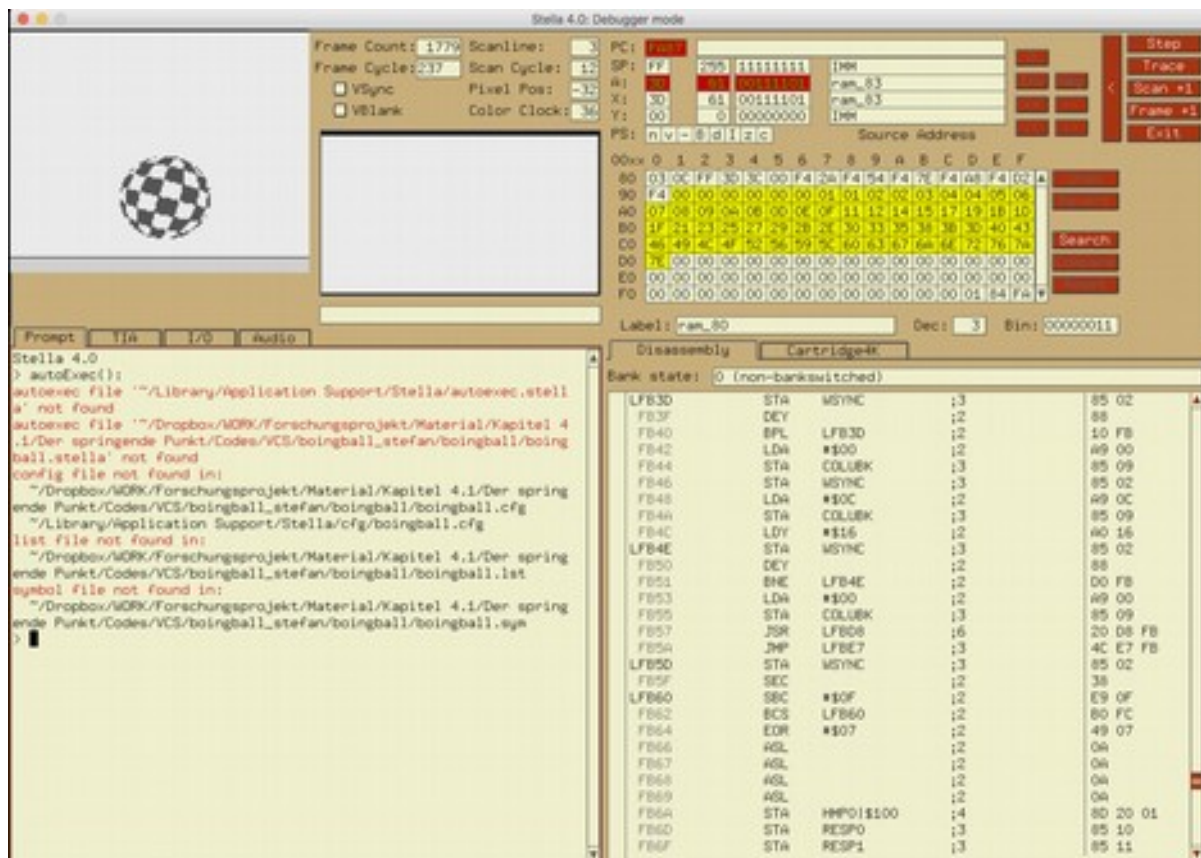 Stella 4.0: Debugger mode
Frame Count: 1779 Scanline: 3
Frame Cycle: 237 Scan Cycle: 12
VSync Pixel Pos: -32
VBlank Color Clock: 36
PC:
SP: FF 255 11111111 IMM
A: 3D 61 00111101 ram_83
X: 3D 61 00111101 ram_83
Y: 00 0 00000000 IMM
PS: n v - B d I z c Source Address
Step
Trace
Scan +1
Frame +1
Exit
<
00xx 0 1 2 3 4 5 6 7 8 9 A B C D E F
80 03 0C FF 3D 3C 00 F4 2A F4 54 F4 7E F4 A8 F4 02
90 F4 00 00 00 00 00 00 01 01 02 02 03 04 04 05 06
A0 07 08 09 0A 0B 0D 0E 0F 11 12 14 15 17 19 1B 1D
B0 1F 21 23 25 27 29 2B 2E 30 33 35 38 3B 3D 40 43
C0 46 49 4C 4F 52 56 59 5C 60 63 67 6A 6E 72 76 7A
D0 7E 00 00 00 00 00 00 00 00 00 00 00 00 00 00 00
E0 00 00 00 00 00 00 00 00 00 00 00 00 00 00 00 00
F0 00 00 00 00 00 00 00 00 00 00 00 00 00 01 84 FA
Search
Label: ram_80 Dec: 3 Bin: 00000011
Prompt TIA I/O Audio
Stella 4.0
> autoExec():
autoexec file '~/Library/Application Support/Stella/autoexec.stell
a' not found
autoexec file '~/Dropbox/WORK/Forschungsprojekt/Material/Kapitel 4
.1/Der springende Punkt/Codes/VCS/boingball_stefan/boingball/boing
ball.stella' not found
config file not found in:
~/Dropbox/WORK/Forschungsprojekt/Material/Kapitel 4.1/Der spring
ende Punkt/Codes/VCS/boingball_stefan/boingball/boingball.cfg
~/Library/Application Support/Stella/cfg/boingball.cfg
list file not found in:
~/Dropbox/WORK/Forschungsprojekt/Material/Kapitel 4.1/Der spring
ende Punkt/Codes/VCS/boingball_stefan/boingball/boingball.lst
symbol file not found in:
~/Dropbox/WORK/Forschungsprojekt/Material/Kapitel 4.1/Der spring
ende Punkt/Codes/VCS/boingball_stefan/boingball/boingball.sym
>
Disassembly Cartridge4K
Bank state: 0 (non-bankswitched)
LFB3D STA WSYNC ;3 85 02
FB3F DEY ;2 88
FB40 BPL LFB3D ;2 10 FB
FB42 LDA #$00 ;2 A9 00
FB44 STA COLUBK ;3 85 09
FB46 STA WSYNC ;3 85 02
FB48 LDA #$0C ;2 A9 0C
FB4A STA COLUBK ;3 85 09
FB4C LDY #$16 ;2 A0 16
LFB4E STA WSYNC ;3 85 02
FB50 DEY ;2 88
FB51 BNE LFB4E ;2 D0 FB
FB53 LDA #$00 ;2 A9 00
FB55 STA COLUBK ;3 85 09
FB57 JSR LFBD8 ;6 20 D8 FB
FB5A JMP LFBE7 ;3 4C E7 FB
LFB5D STA WSYNC ;3 85 02
FB5F SEC ;2 38
LFB60 SBC #$0F ;2 E9 0F
FB62 BCS LFB60 ;2 B0 FC
FB64 EOR #$07 ;2 49 07
FB66 ASL ;2 0A
FB67 ASL ;2 0A
FB68 ASL ;2 0A
FB69 ASL ;2 0A
FB6A STA HMP0|$100 ;4 8D 20 01
FB6D STA RESP0 ;3 85 10
FB6F STA RESP1 ;3 85 11